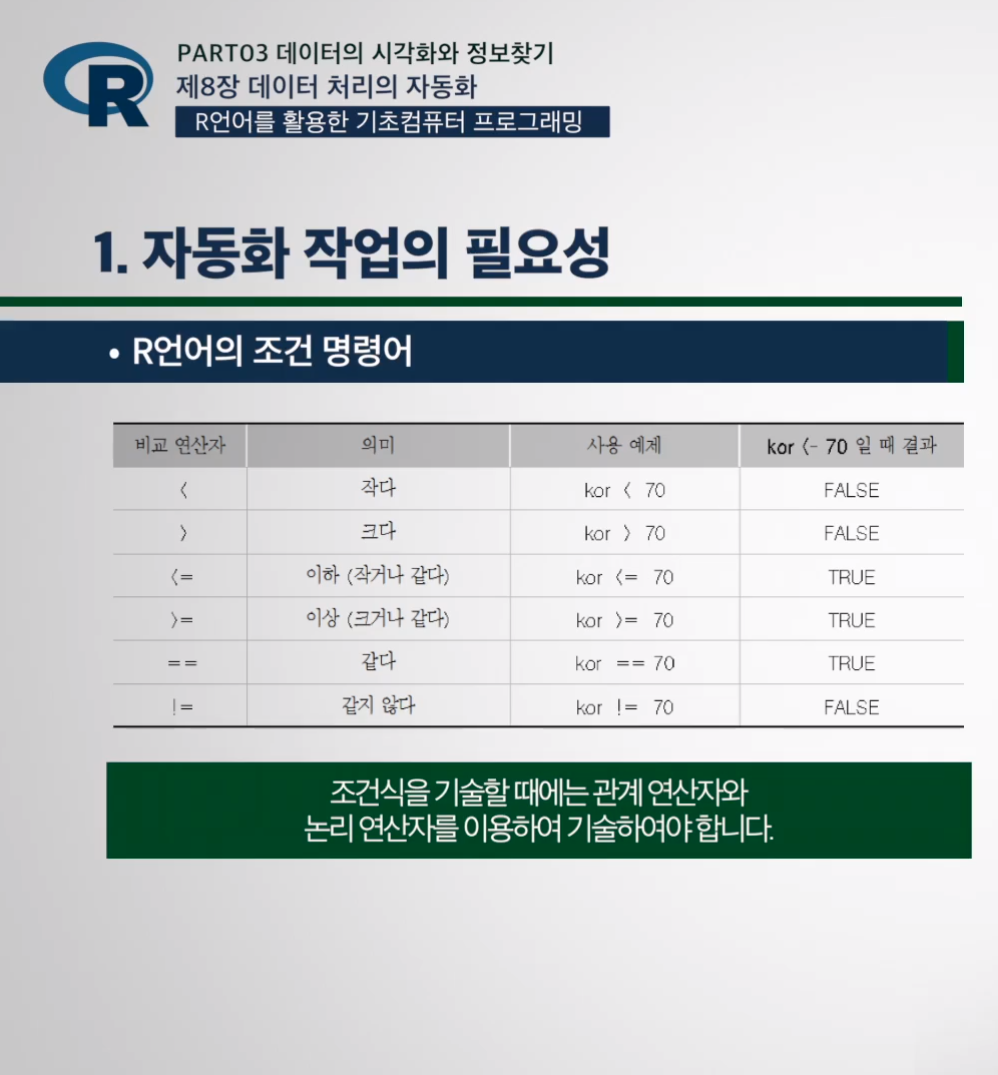 R
PART03 데이터의 시각화와 정보찾기
제8장 데이터 처리의 자동화
R언어를 활용한 기초컴퓨터 프로그래밍
1. 자동화 작업의 필요성
• R언어의 조건 명령어
비교 연산자 의미 사용 예제 kor <- 70 일 때 결과
< 작다 kor < 70 FALSE
> 크다 kor > 70 FALSE
<= 이하 (작거나 같다) kor <= 70 TRUE
>= 이상 (크거나 같다) kor >= 70 TRUE
== 같다 kor == 70 TRUE
!= 같지 않다 kor != 70 FALSE
조건식을 기술할 때에는 관계 연산자와
논리 연산자를 이용하여 기술하여야 합니다.